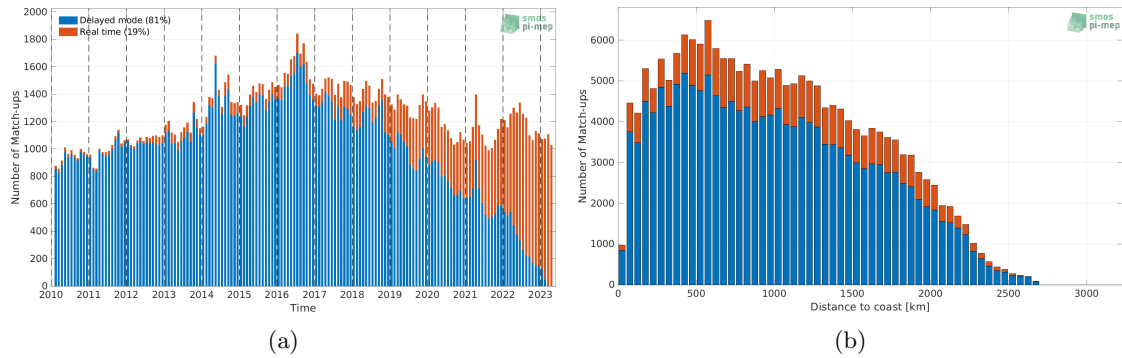 2000
1800
1600
1400
1200
1000
800
600
400
200
0
Number of Match-ups
Delayed mode (81%)
Real time (19%)
smos
pi-mep
2010 2011 2012 2013 2014 2015 2016 2017 2018 2019 2020 2021 2022 2023
Time
(a)
6000
5000
4000
3000
2000
1000
0
Number of Match-ups
smos
pi-mep
0 500 1000 1500 2000 2500 3000
Distance to coast [km]
(b)